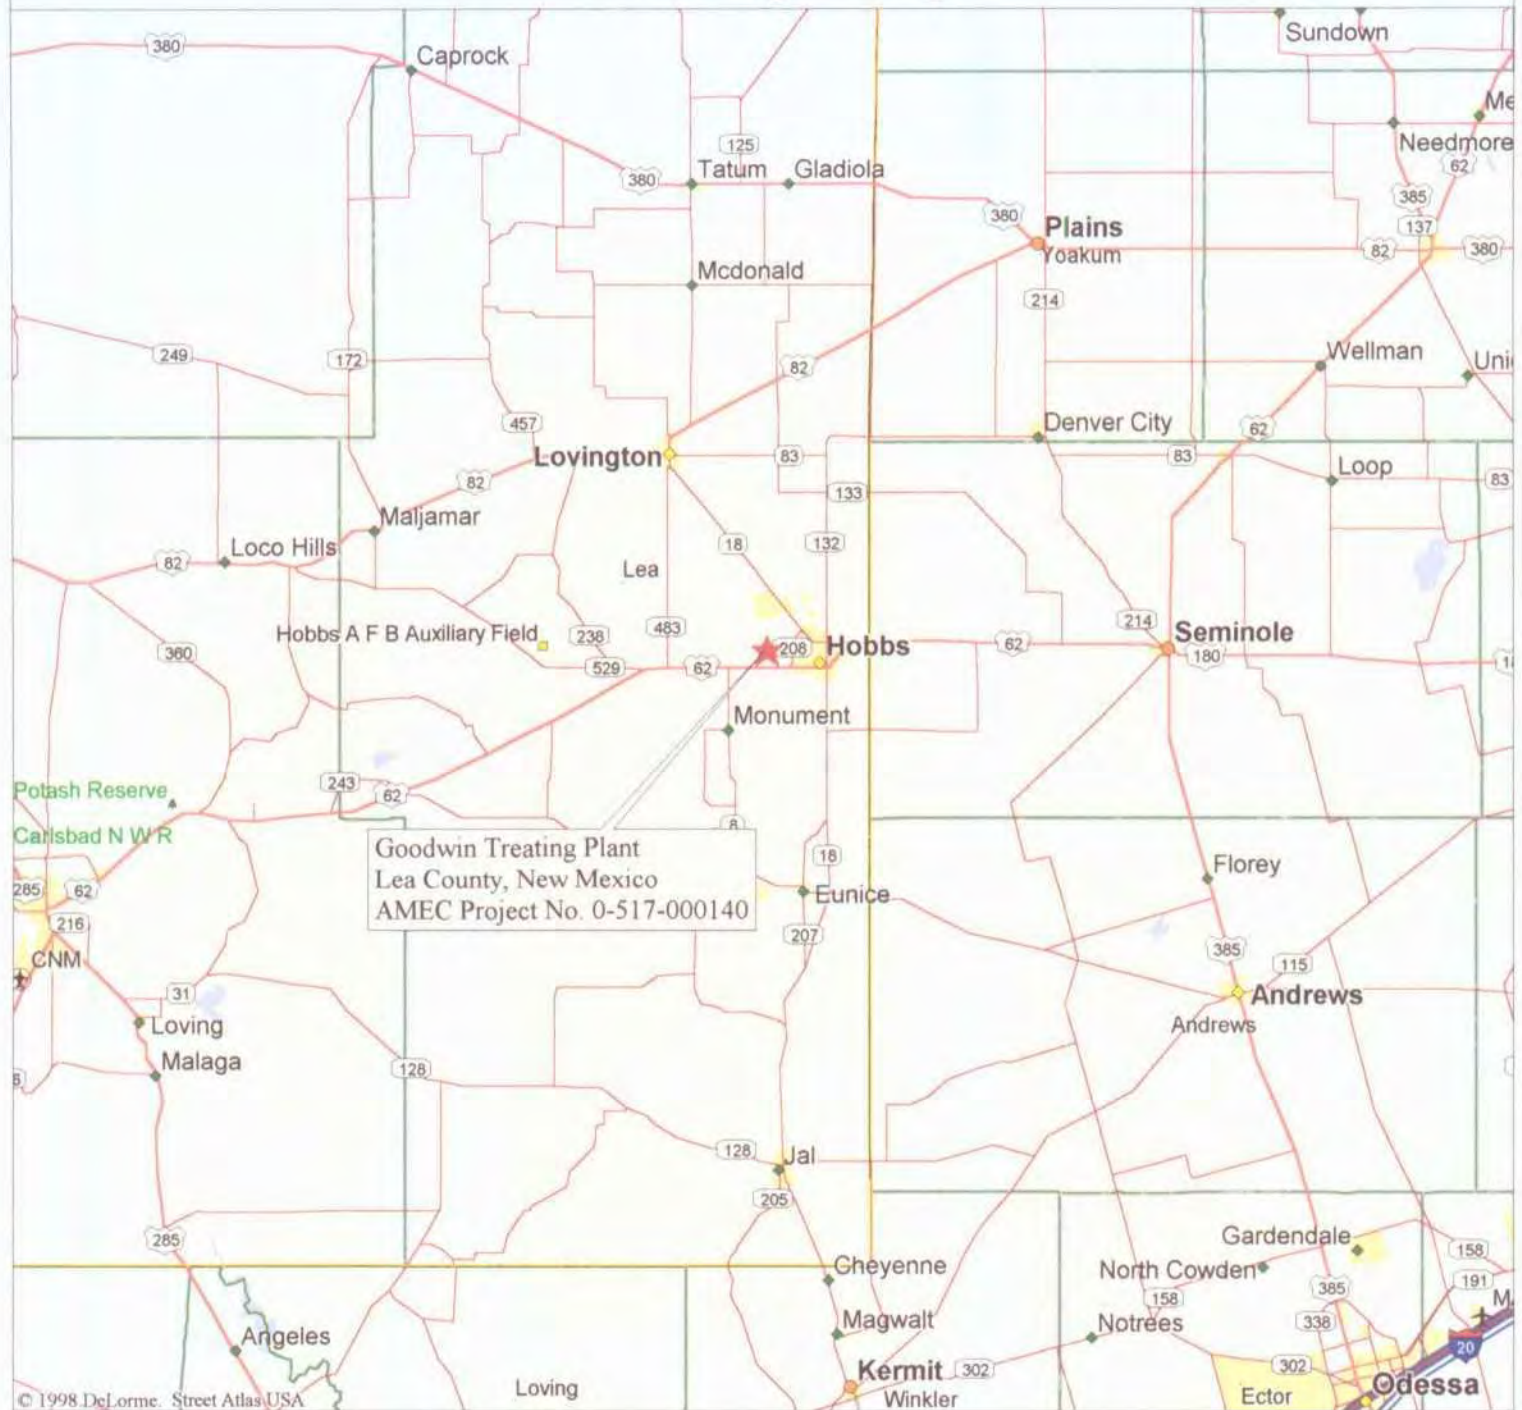 Sundown
380
Caprock
Needmore
125
62
380
Tatum
Gladiola
385
380
Plains
137
Yoakum
82
380
Mcdonald
214
249
172
82
Wellman
457
Denver City
62
Lovington
83
83
Loop
82
133
83
Maljamar
Loco Hills
82
18
132
Lea
Hobbs A F B Auxiliary Field
238
483
208
Hobbs
62
214
Seminole
360
529
62
180
Monument
Potash Reserve
243
62
Carlsbad N W R
8
Goodwin Treating Plant
Lea County, New Mexico
AMEC Project No. 0-517-000140
18
Florey
285
62
Eunice
216
207
385
115
CNM
31
Andrews
Loving
Andrews
Malaga
128
128
Jal
205
285
Gardendale
158
Cheyenne
North Cowden
191
385
158
Magwalt
Notrees
338
Angeles
20
Kermit
302
302
Loving
Winkler
Ector
Odessa
© 1998 DeLorme. Street Atlas USA